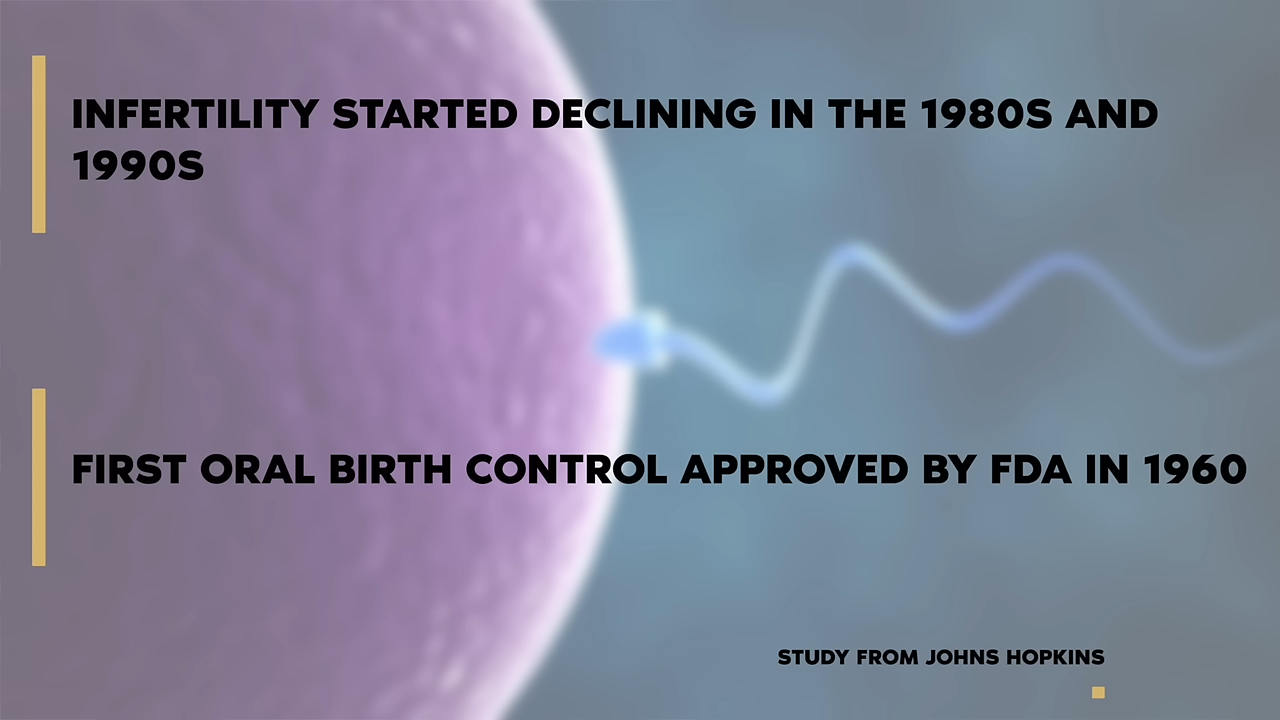 INFERTILITY STARTED DECLINING IN THE 1980S AND
1990S
FIRST ORAL BIRTH CONTROL APPROVED BY FDA IN 1960
STUDY FROM JOHNS HOPKINS